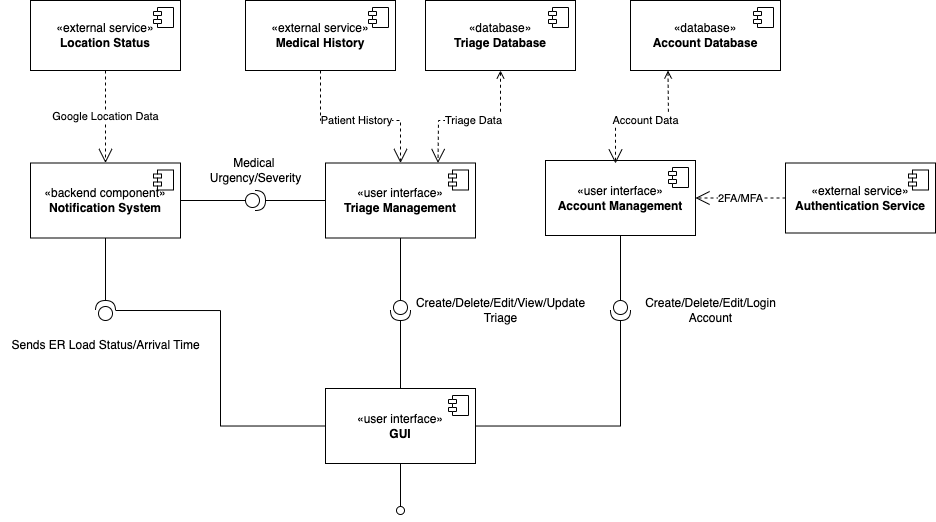 «external service»
Location Status
«external service»
Medical History
«database»
Triage Database
«database»
Account Database
Google Location Data
Patient History
Triage Data
Account Data
Medical
Urgency/Severity
«backend component»
Notification System
«user interface»
Triage Management
«user interface»
Account Management
2FA/MFA
«external service»
Authentication Service
Create/Delete/Edit/View/Update
Triage
Create/Delete/Edit/Login
Account
Sends ER Load Status/Arrival Time
«user interface»
GUI